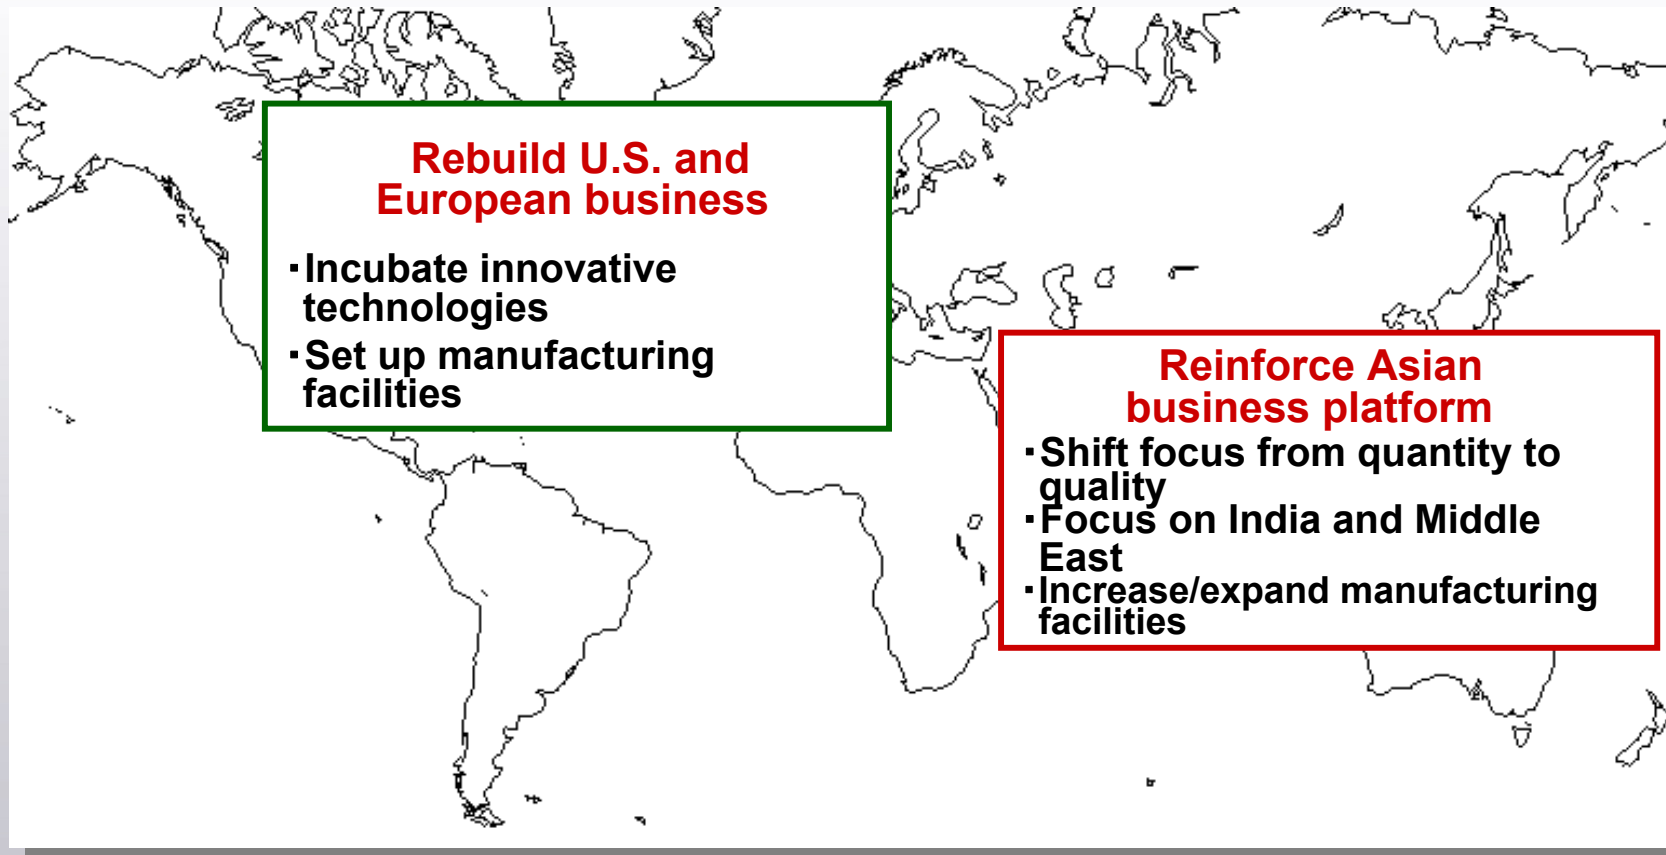 Rebuild U.S. and
European business
▪Incubate innovative
technologies
▪Set up manufacturing
facilities
Reinforce Asian
business platform
▪Shift focus from quantity to
quality
▪Focus on India and Middle
East
▪Increase/expand manufacturing
facilities